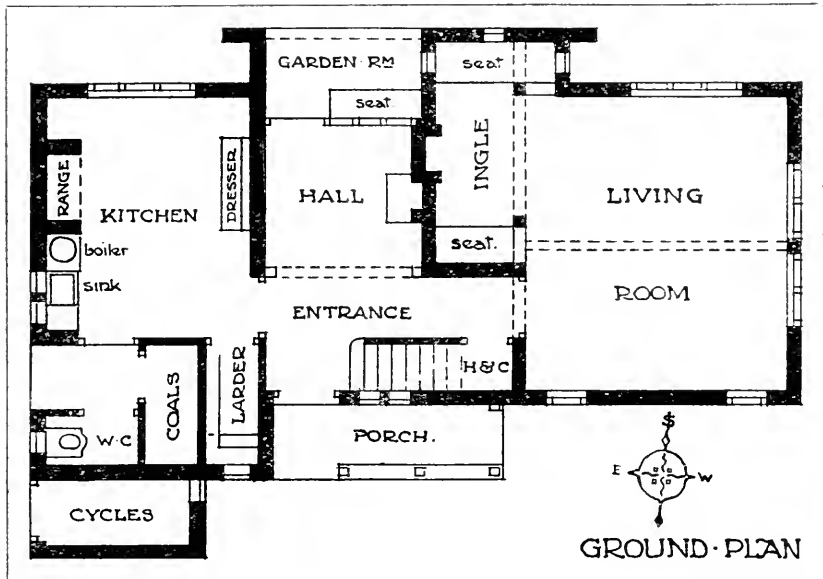 GARDEN·RM
seat
seat.
RANGE
KITCHEN
DRESSER
HALL
INGLE
LIVING
boiler
seat.
sink
ROOM
ENTRANCE
H&C
LARDER
COALS
W·C
PORCH.
S
E W
CYCLES
GROUND·PLAN